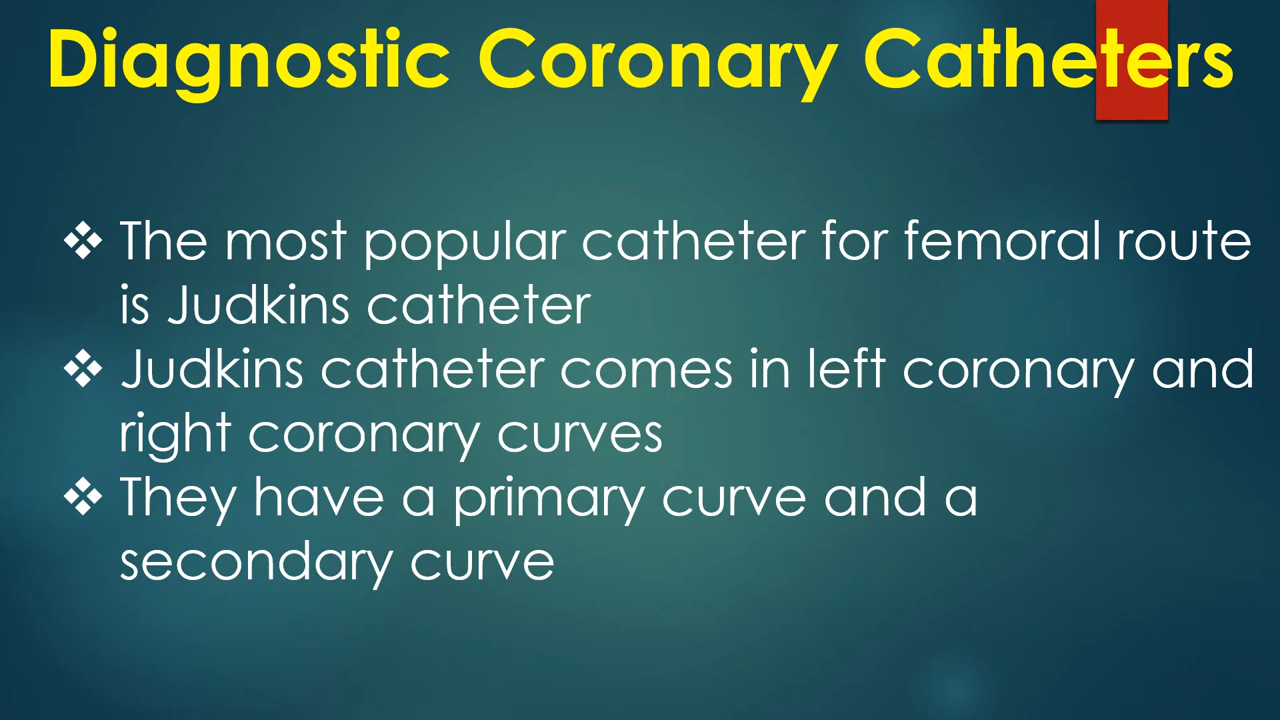 Diagnostic Coronary Catheters
❖ The most popular catheter for femoral route
is Judkins catheter
❖ Judkins catheter comes in left coronary and
right coronary curves
❖ They have a primary curve and a
secondary curve